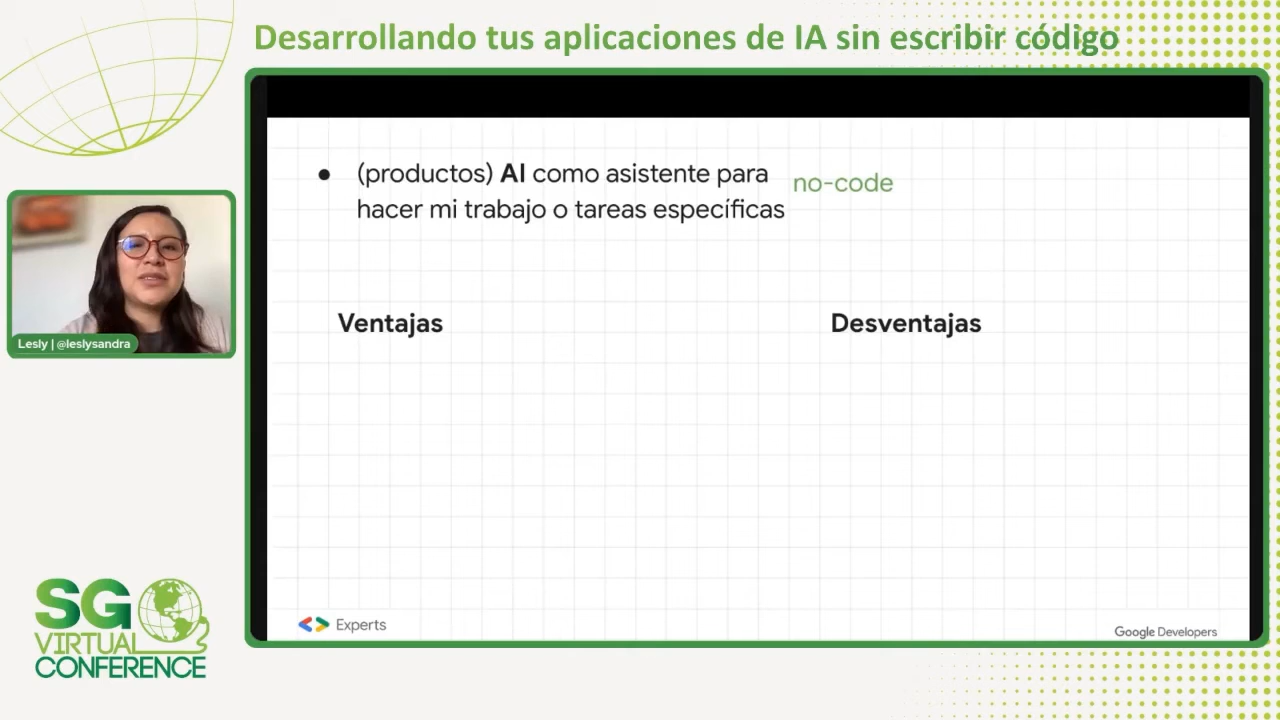 Desarrollando tus aplicaciones de IA sin escribir código
● (productos) AI como asistente para
hacer mi trabajo o tareas específicas
no-code
Ventajas
Desventajas
Lesly | @leslysandra
SG
VIRTUAL
CONFERENCE
Experts
Google Developers